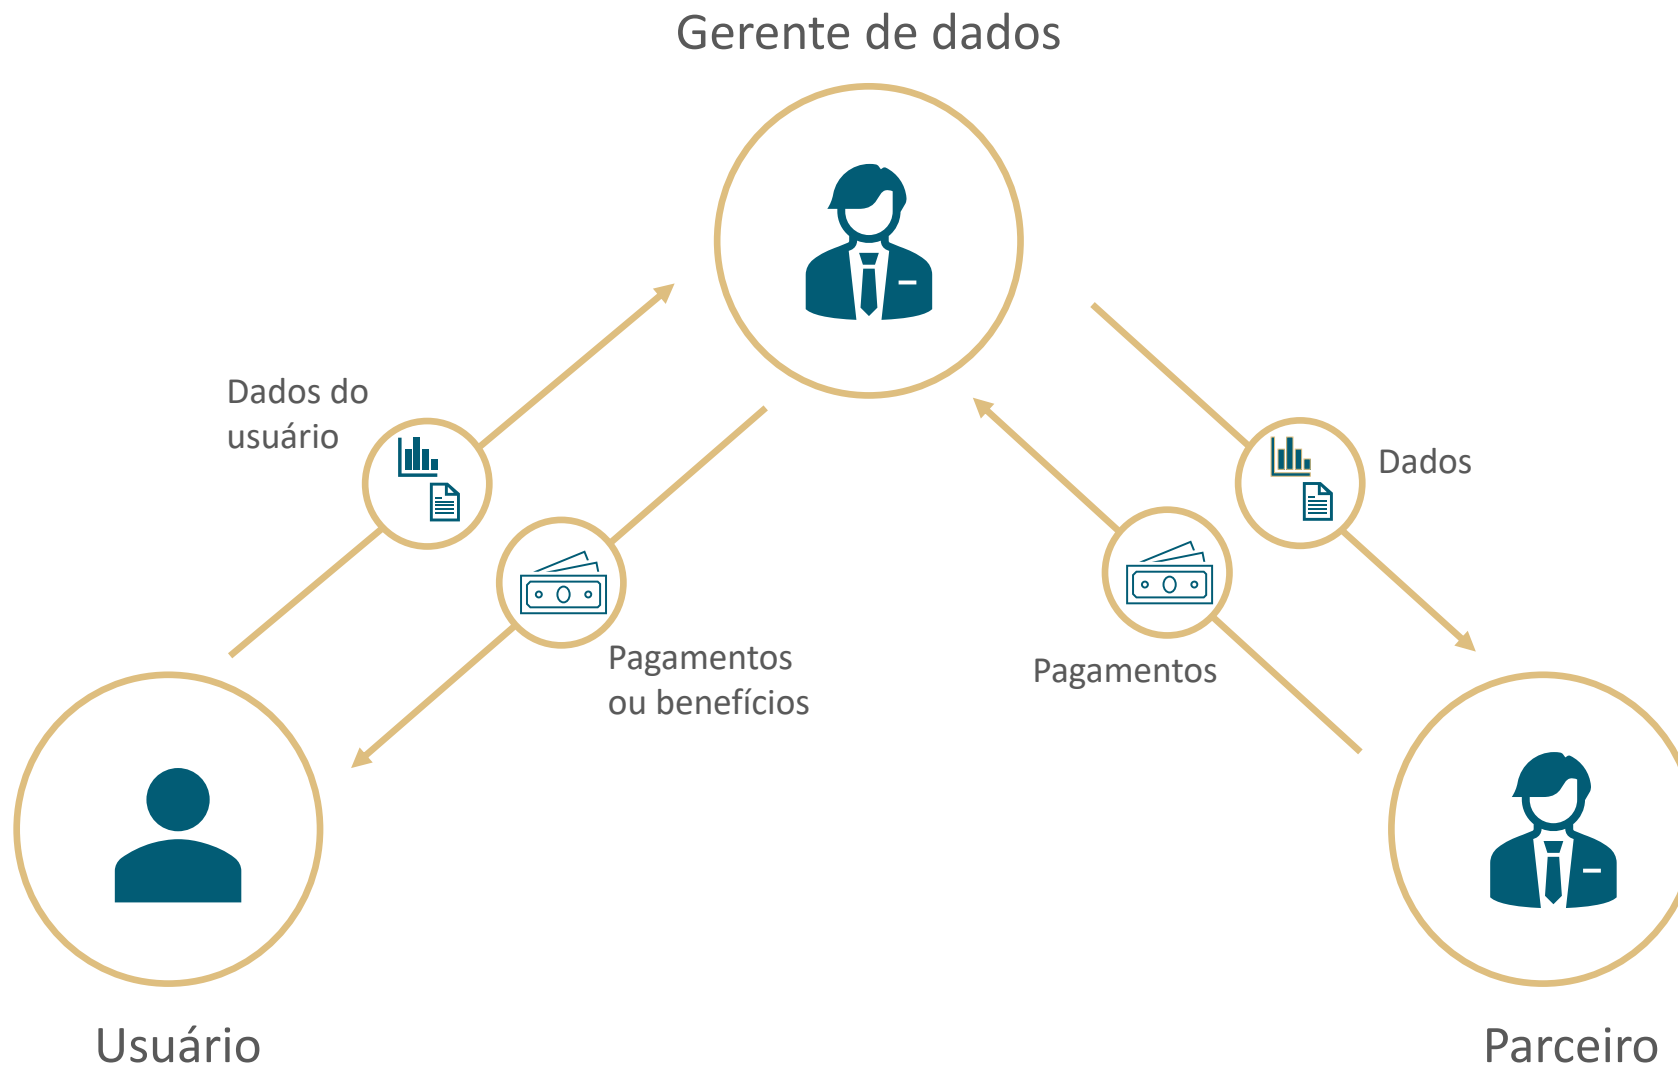 Gerente de dados
Dados do
usuário
Dados
Pagamentos
ou benefícios
Pagamentos
Usuário
Parceiro